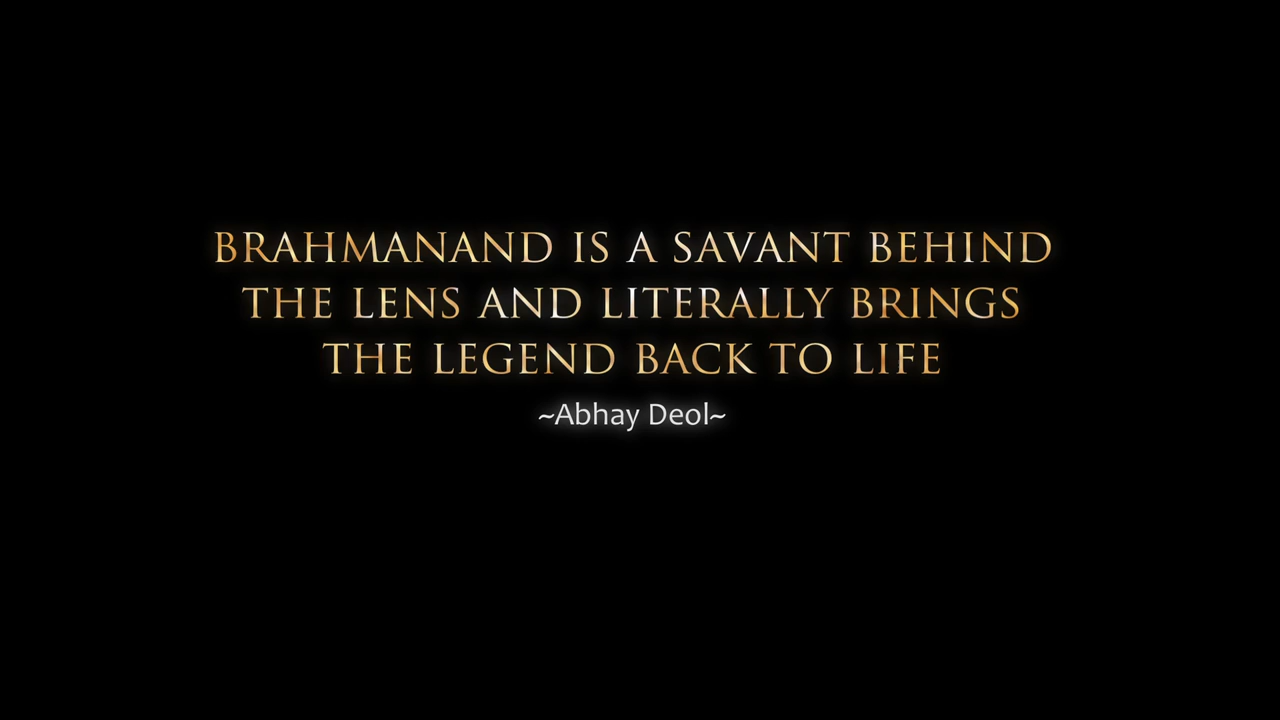 BRAHMANAND IS A SAVANT BEHIND
THE LENS AND LITERALLY BRINGS
THE LEGEND BACK TO LIFE
~Abhay Deol~